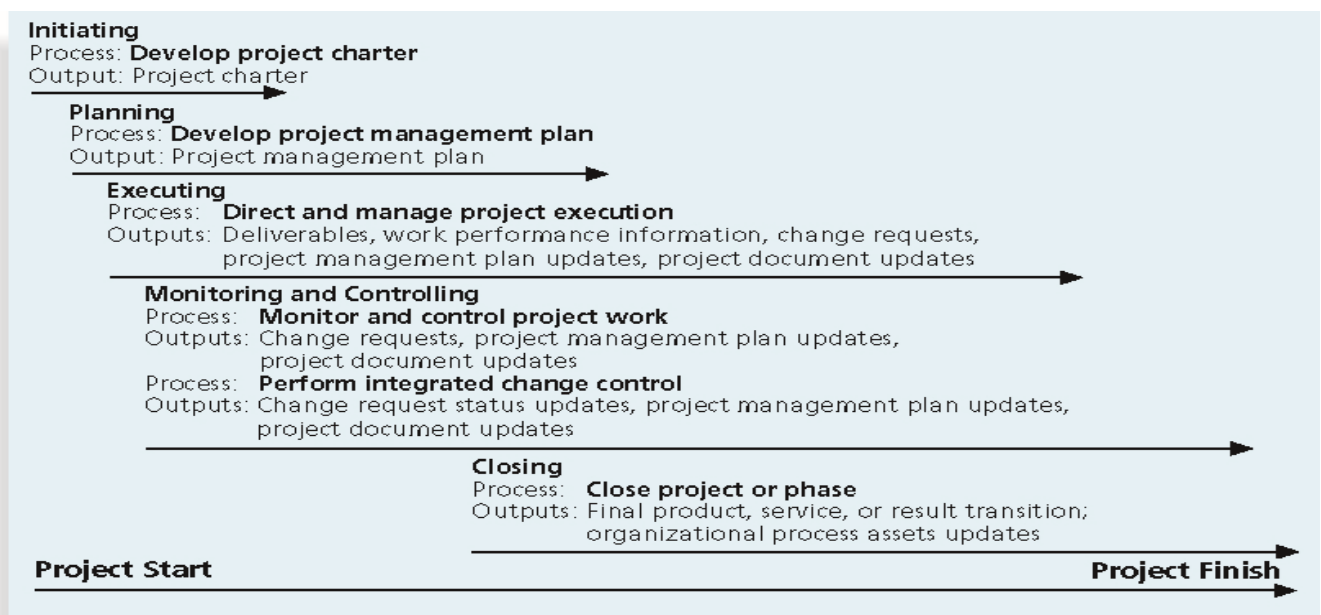 Initiating
Process: Develop project charter
Output: Project charter
Planning
Process: Develop project management plan
Output: Project management plan
Executing
Process: Direct and manage project execution
Outputs: Deliverables, work performance information, change requests,
project management plan updates, project document updates
Monitoring and Controlling
Process: Monitor and control project work
Outputs: Change requests, project management plan updates,
project document updates
Process: Perform integrated change control
Outputs: Change request status updates, project management plan updates,
project document updates
Closing
Process: Close project or phase
Outputs: Final product, service, or result transition;
organizational process assets updates
Project Start Project Finish